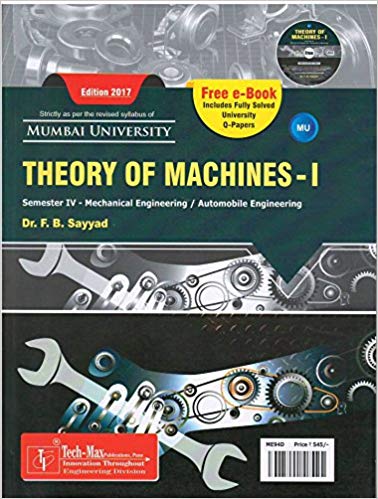 THEORY OF
MACHINES - I
Edition 2017
Free e-Book
Includes Fully Solved
University
Q-Papers
MU
Strictly as per the revised syllabus of
MUMBAI UNIVERSITY
THEORY OF MACHINES - I
Semester IV - Mechanical Engineering / Automobile Engineering
Dr. F. B. Sayyad
Tech-Max
Publications, Pune
Innovation Throughout
Engineering Division
ME94D Price ₹ 545/-